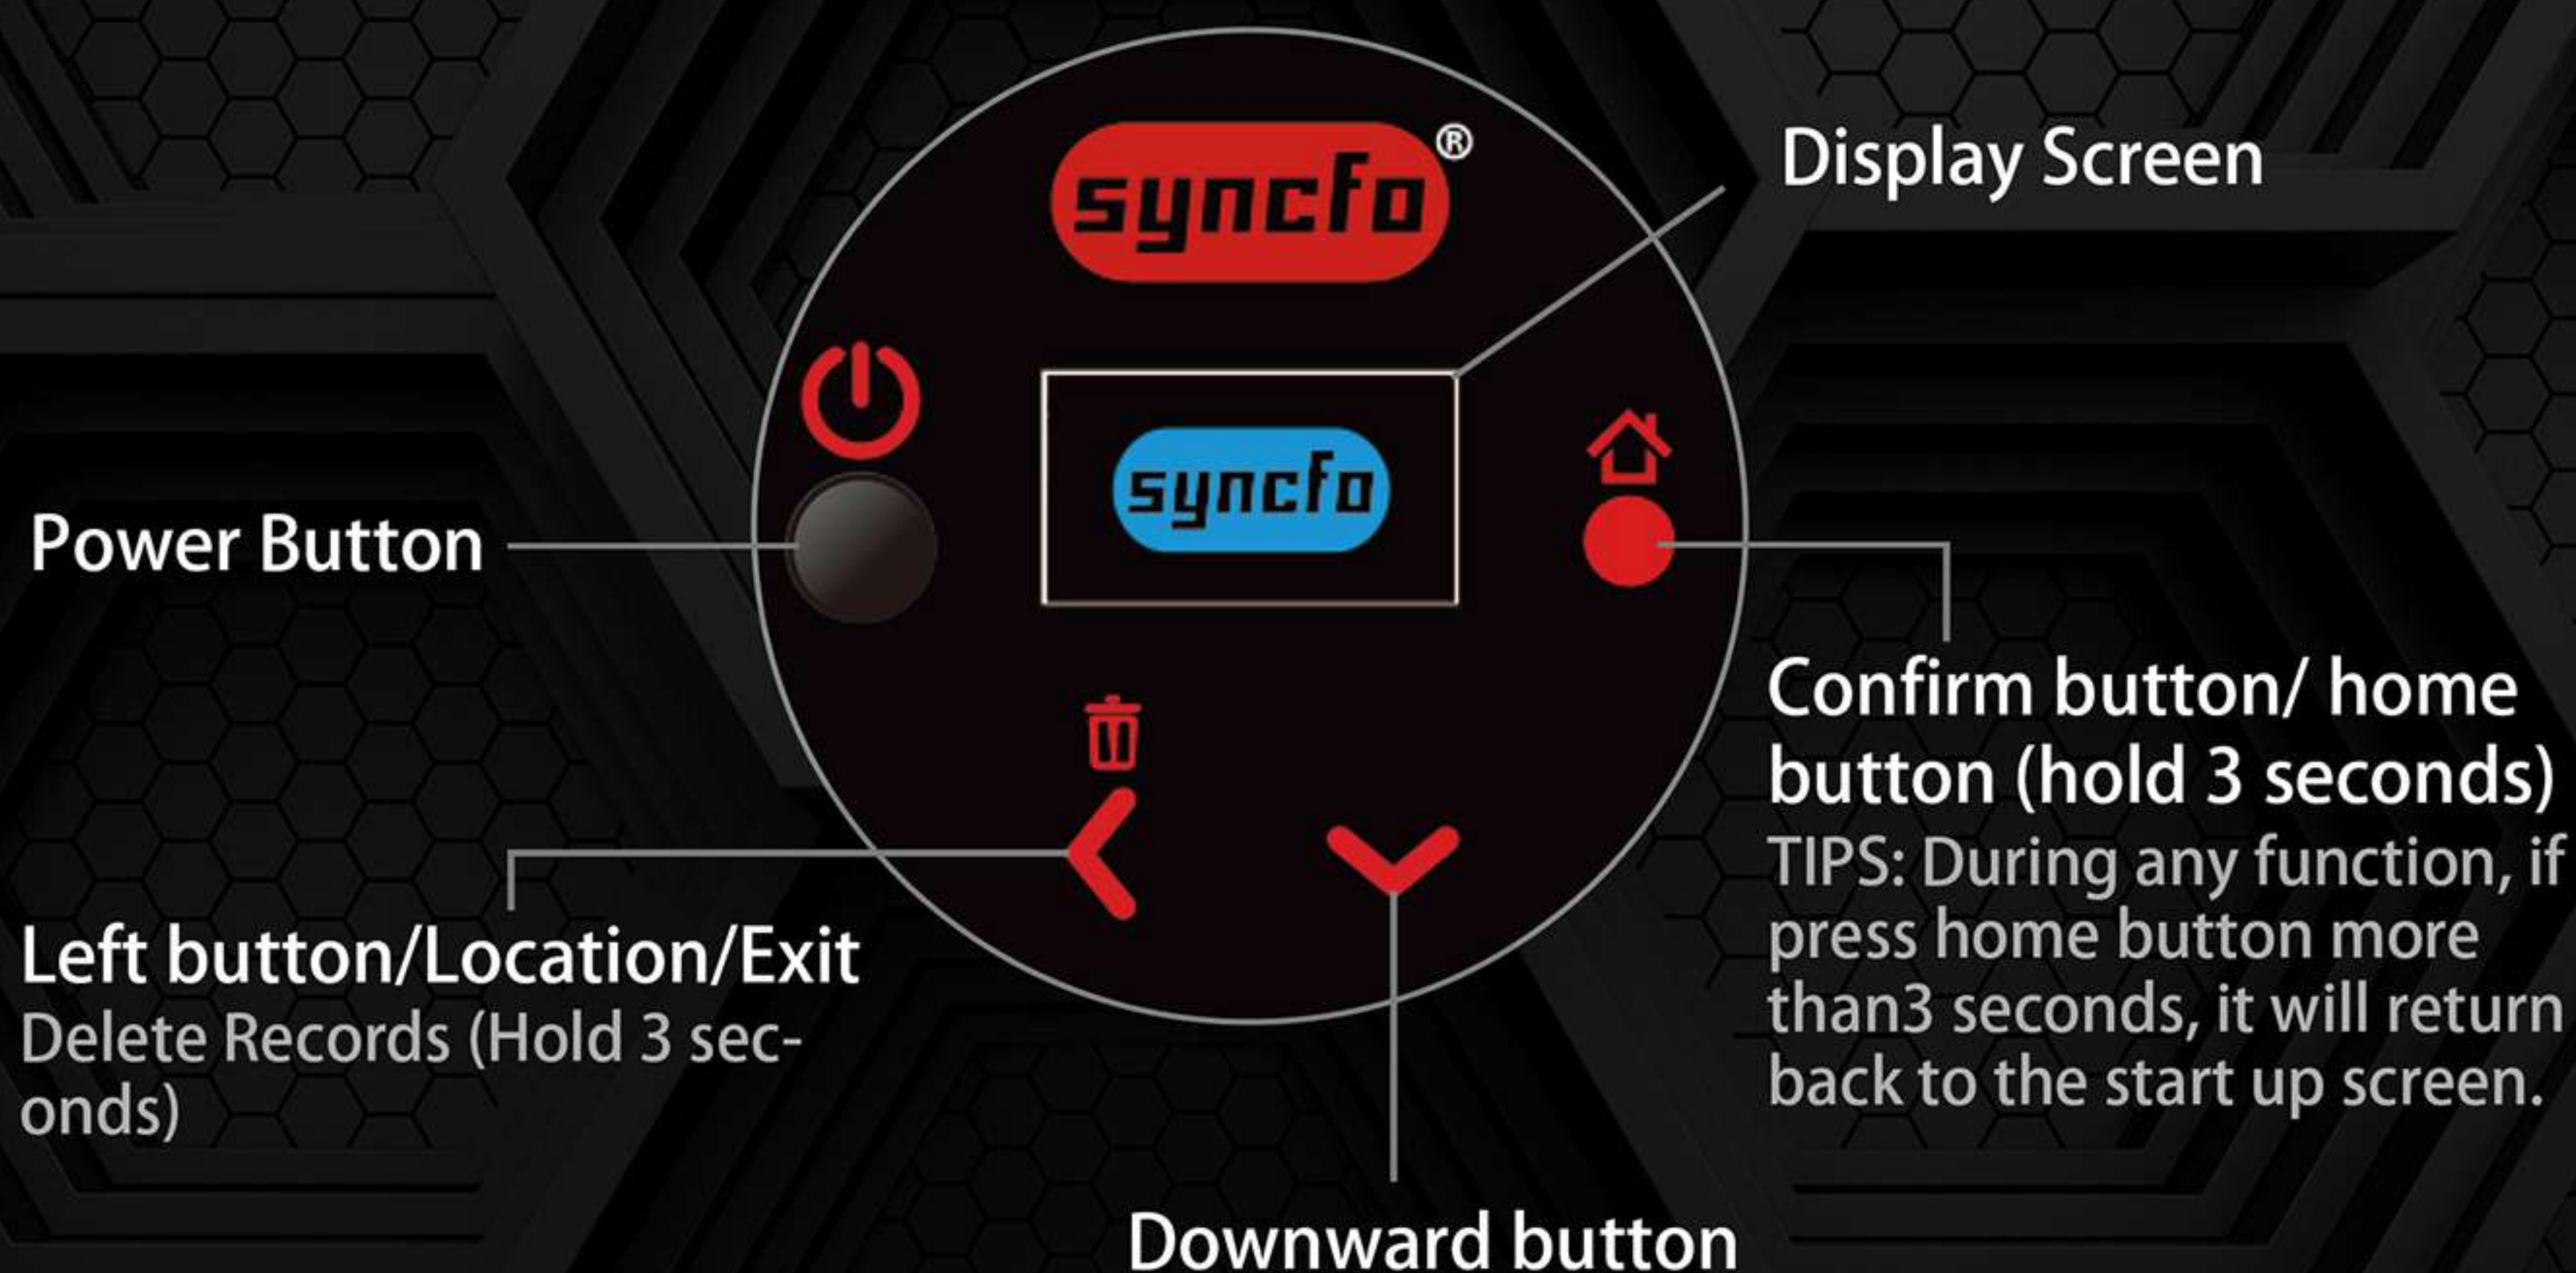 syncfo®
Display Screen
syncfo
Power Button
Confirm button/ home
button (hold 3 seconds)
TIPS: During any function, if
press home button more
than3 seconds, it will return
back to the start up screen.
Left button/Location/Exit
Delete Records (Hold 3 sec-
onds)
Downward button